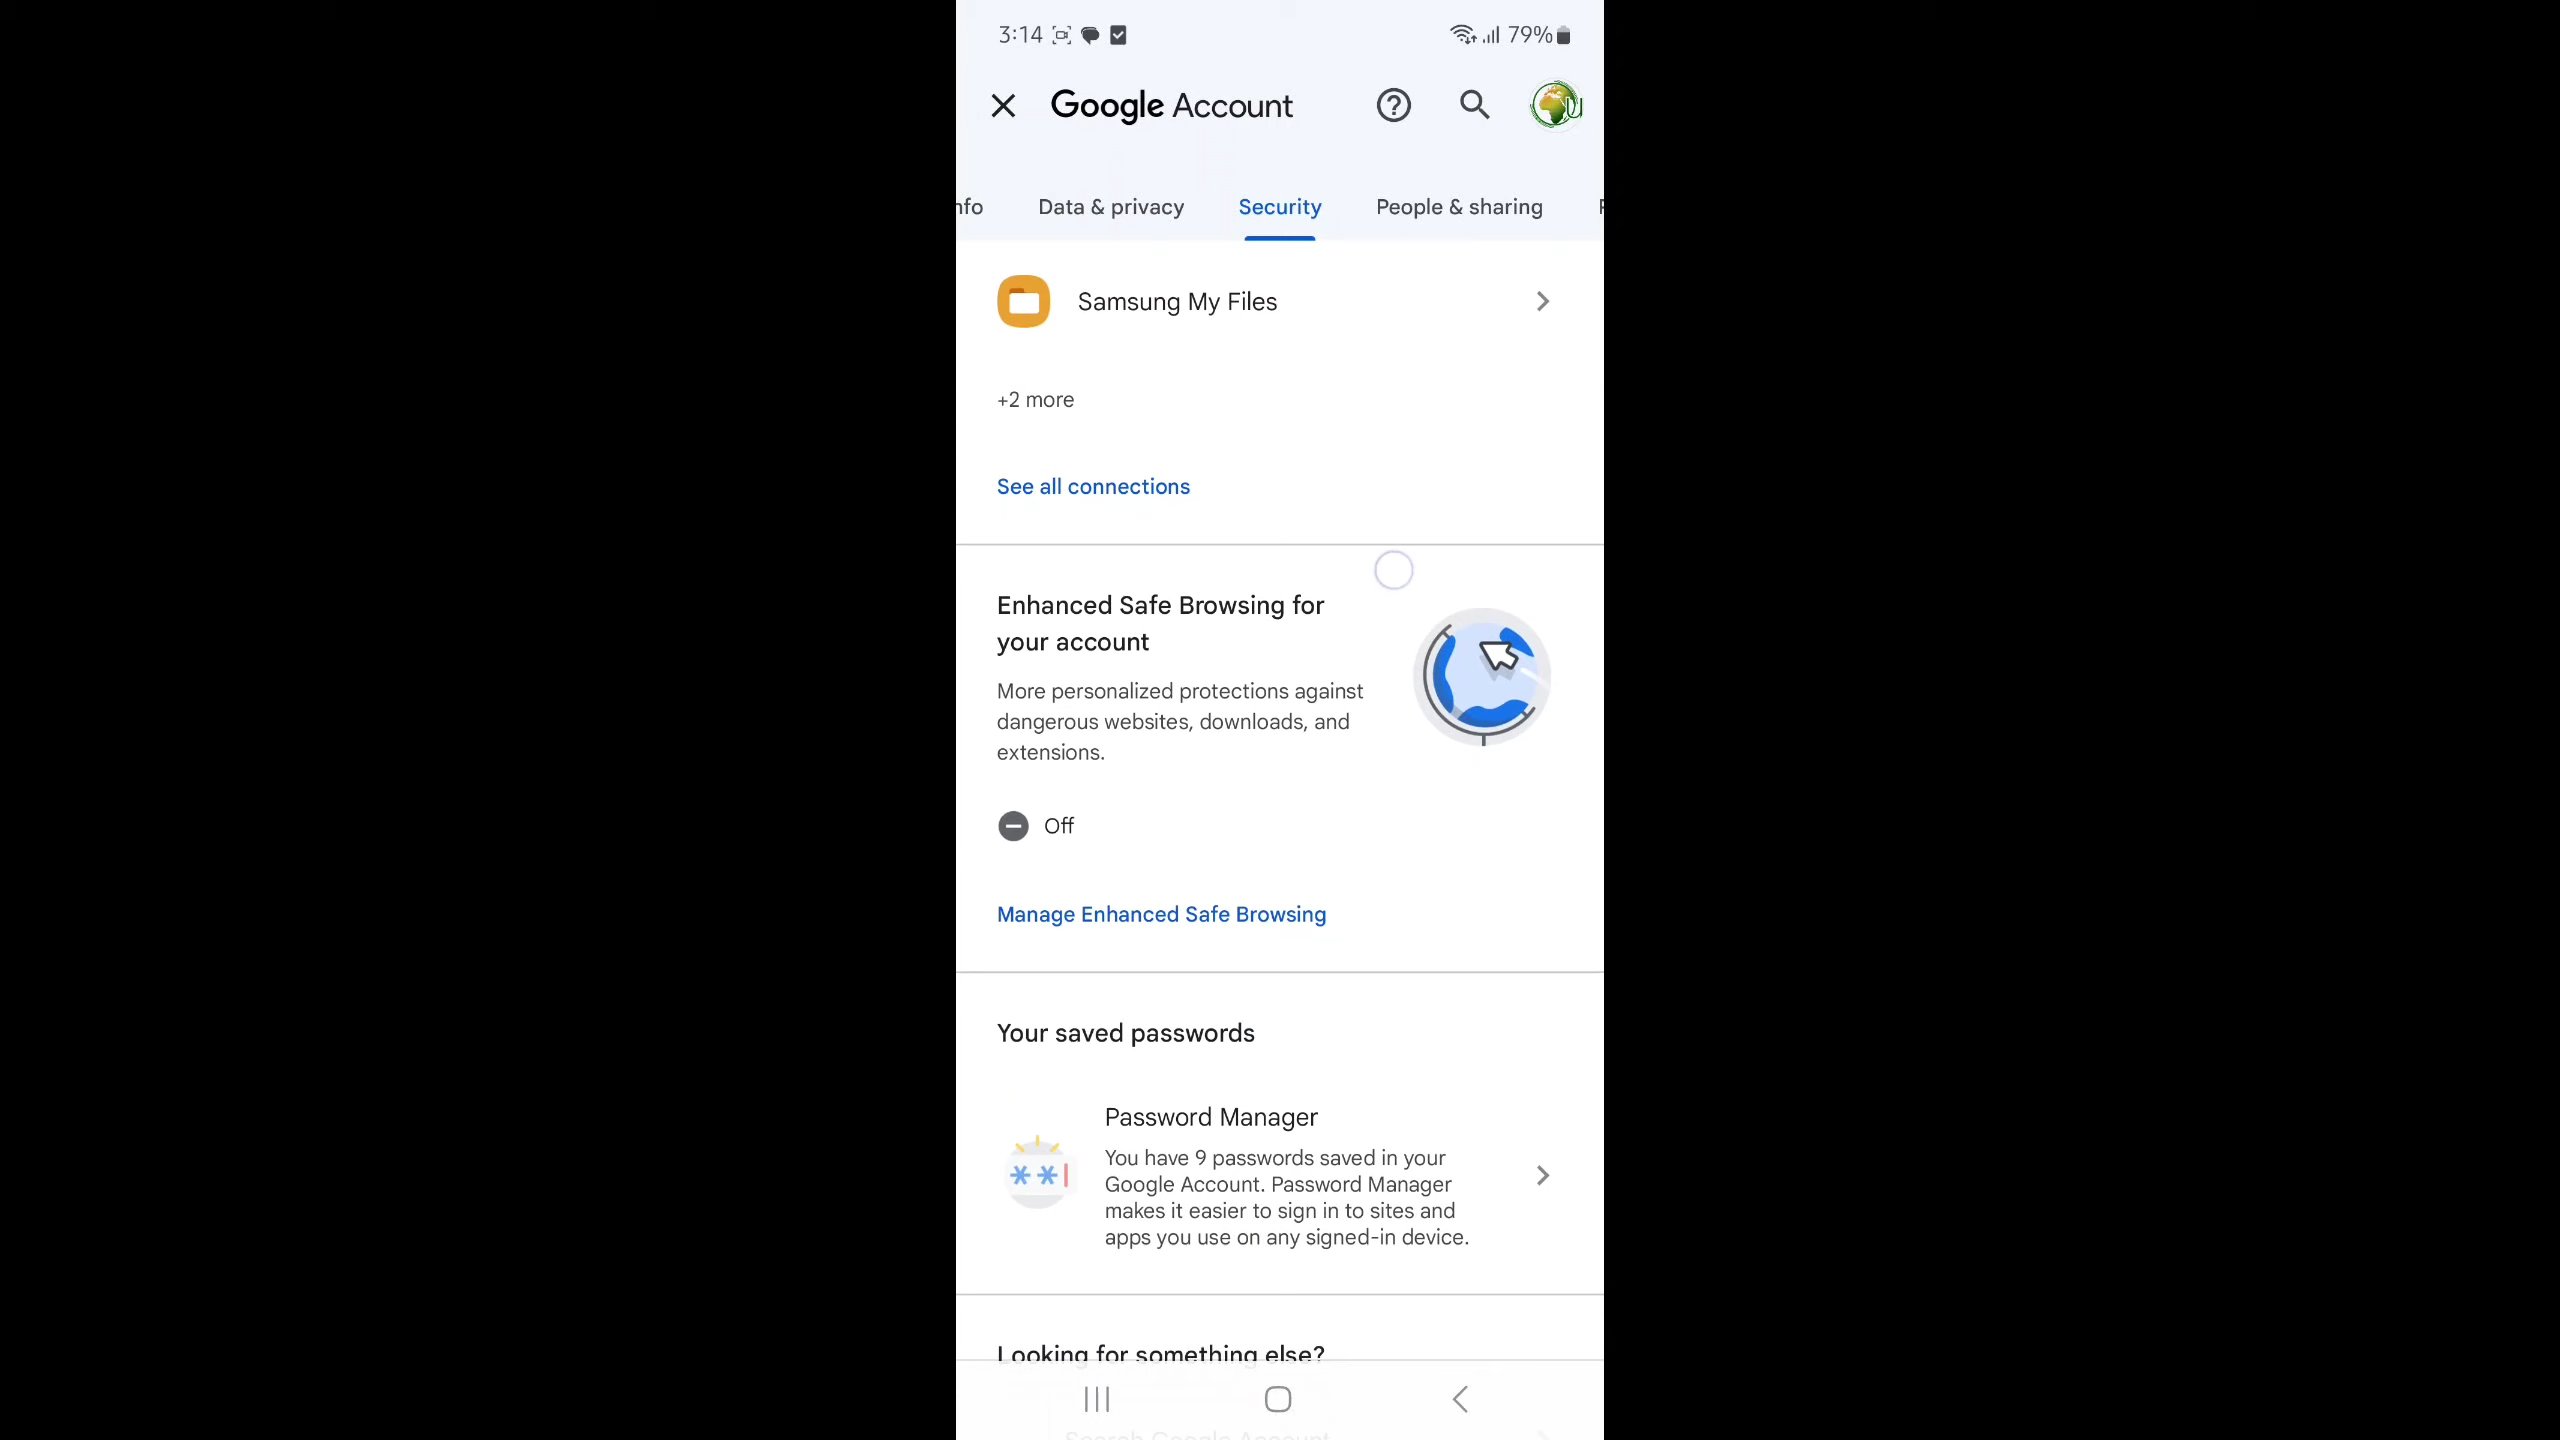 3:14 79%
Google Account
nfo Data & privacy Security People & sharing
Samsung My Files
+2 more
See all connections
Enhanced Safe Browsing for
your account
More personalized protections against
dangerous websites, downloads, and
extensions.
Off
Manage Enhanced Safe Browsing
Your saved passwords
Password Manager
You have 9 passwords saved in your
Google Account. Password Manager
makes it easier to sign in to sites and
apps you use on any signed-in device.
Looking for something else?
Search Google Account